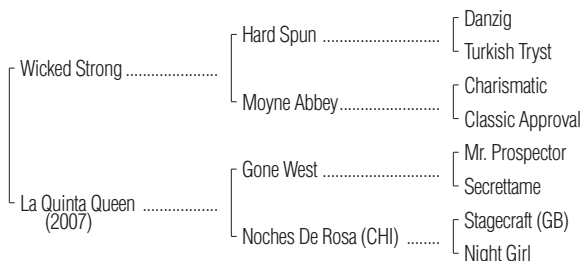 Danzig
Hard Spun ..............................
Turkish Tryst
Wicked Strong .......................
Charismatic
Moyne Abbey ..........................
Classic Approval
Mr. Prospector
Gone West ..............................
Secrettame
La Quinta Queen ...................
(2007)
Stagecraft (GB)
Noches De Rosa (CHI) ........
Night Girl